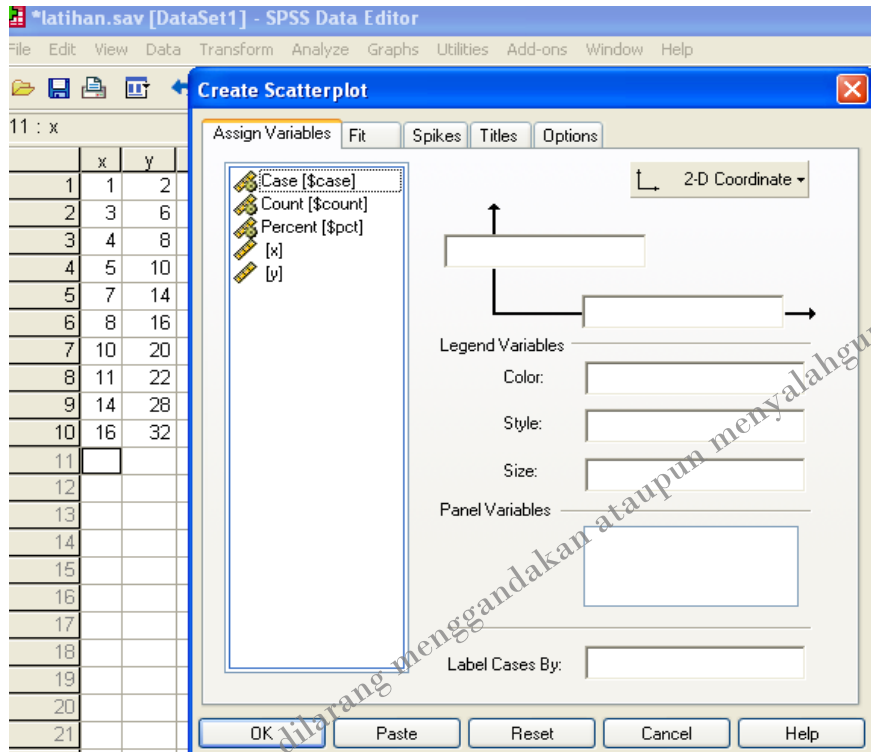 *latihan.sav [DataSet1] - SPSS Data Editor
File Edit View Data Transform Analyze Graphs Utilities Add-ons Window Help
11 : x
x y
1 1 2
2 3 6
3 4 8
4 5 10
5 7 14
6 8 16
7 10 20
8 11 22
9 14 28
10 16 32
11
12
13
14
15
16
17
18
19
20
21
Create Scatterplot
Assign Variables Fit Spikes Titles Options
Case [$case]
Count [$count]
Percent [$pct]
[x]
[y]
2-D Coordinate
Legend Variables
Color:
Style:
Size:
Panel Variables
Label Cases By:
OK Paste Reset Cancel Help
dilarang menggandakan ataupun